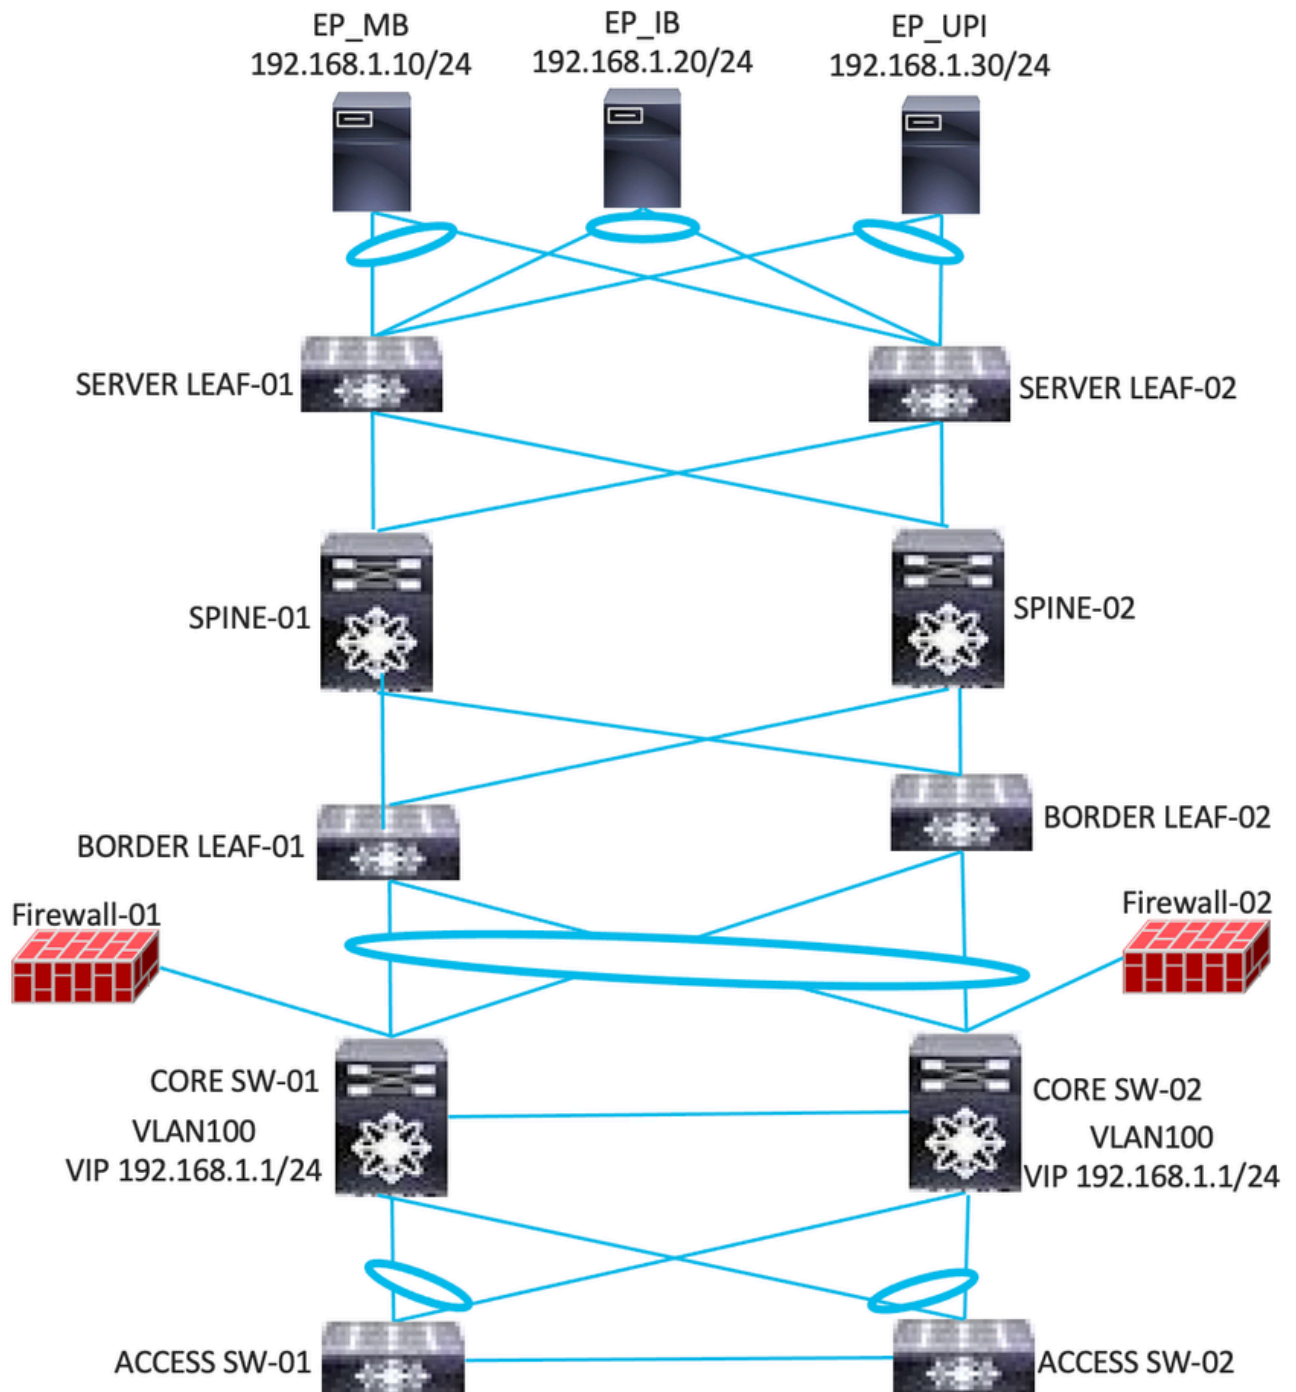 EP_MB
192.168.1.10/24
EP_IB
192.168.1.20/24
EP_UPI
192.168.1.30/24
SERVER LEAF-01
SERVER LEAF-02
SPINE-01
SPINE-02
BORDER LEAF-01
BORDER LEAF-02
Firewall-01
Firewall-02
CORE SW-01
VLAN100
VIP 192.168.1.1/24
CORE SW-02
VLAN100
VIP 192.168.1.1/24
ACCESS SW-01
ACCESS SW-02